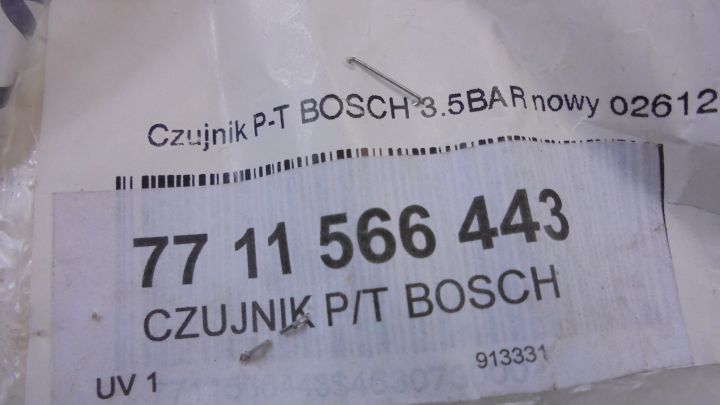 Czujnik P-T BOSCH 3.5BAR nowy 02612
77 11 566 443
CZUJNIK P/T BOSCH
913331
UV 1